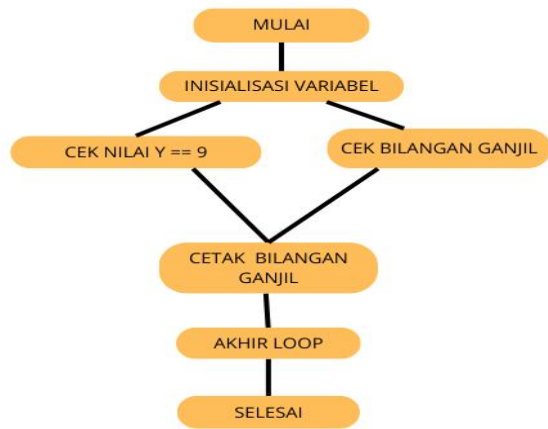 MULAI
INISIALISASI VARIABEL
CEK NILAI Y == 9
CEK BILANGAN GANJIL
CETAK BILANGAN
GANJIL
AKHIR LOOP
SELESAI